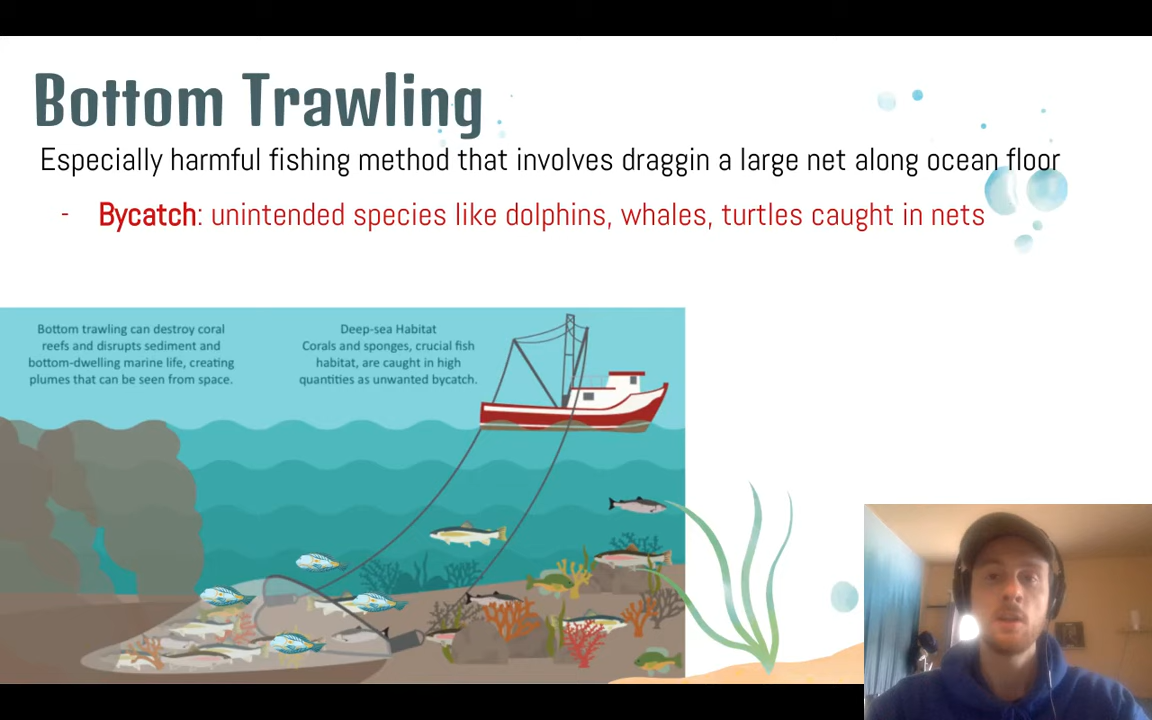 Bottom Trawling
Especially harmful fishing method that involves draggin a large net along ocean floor
- Bycatch: unintended species like dolphins, whales, turtles caught in nets
Bottom trawling can destroy coral
reefs and disrupts sediment and
bottom-dwelling marine life, creating
plumes that can be seen from space.
Deep-sea Habitat
Corals and sponges, crucial fish
habitat, are caught in high
quantities as unwanted bycatch.